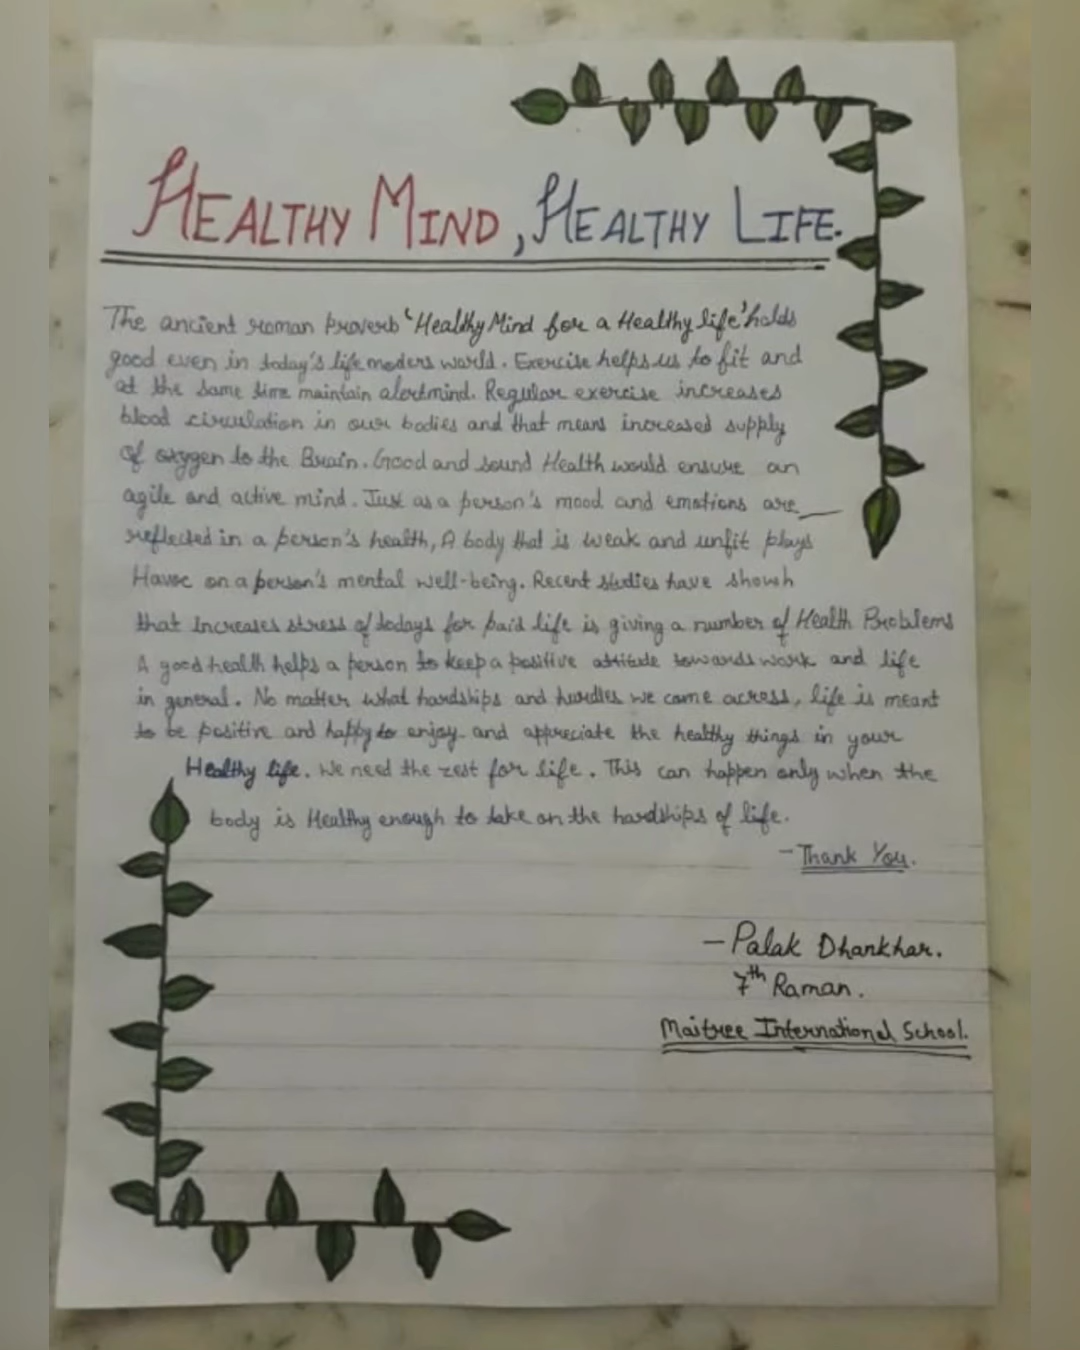 HEALTHY MIND, HEALTHY LIFE.
The ancient roman Proverb 'Healthy Mind for a Healthy life' holds
good even in today's life modern world. Exercise helps us to fit and
at the same time maintain alert mind. Regular exercise increases
blood circulation in our bodies and that means increased supply
of oxygen to the Brain. Good and sound Health would ensure an
agile and active mind. Just as a person's mood and emotions are
reflected in a person's health, A body that is weak and unfit plays
Havoc on a person's mental well-being. Recent studies have shown
that increases stress of todays for paid life is giving a number of Health Problems
A good health helps a person to keep a positive attitude towards work and life
in general. No matter what hardships and hurdles we come across, life is meant
to be positive and happy to enjoy and appreciate the healthy things in your
Healthy life. We need the zest for life. This can happen only when the
body is Healthy enough to take on the hardships of life.
- Thank You.
- Palak Dhankhar.
7th Raman.
Maitree International School.